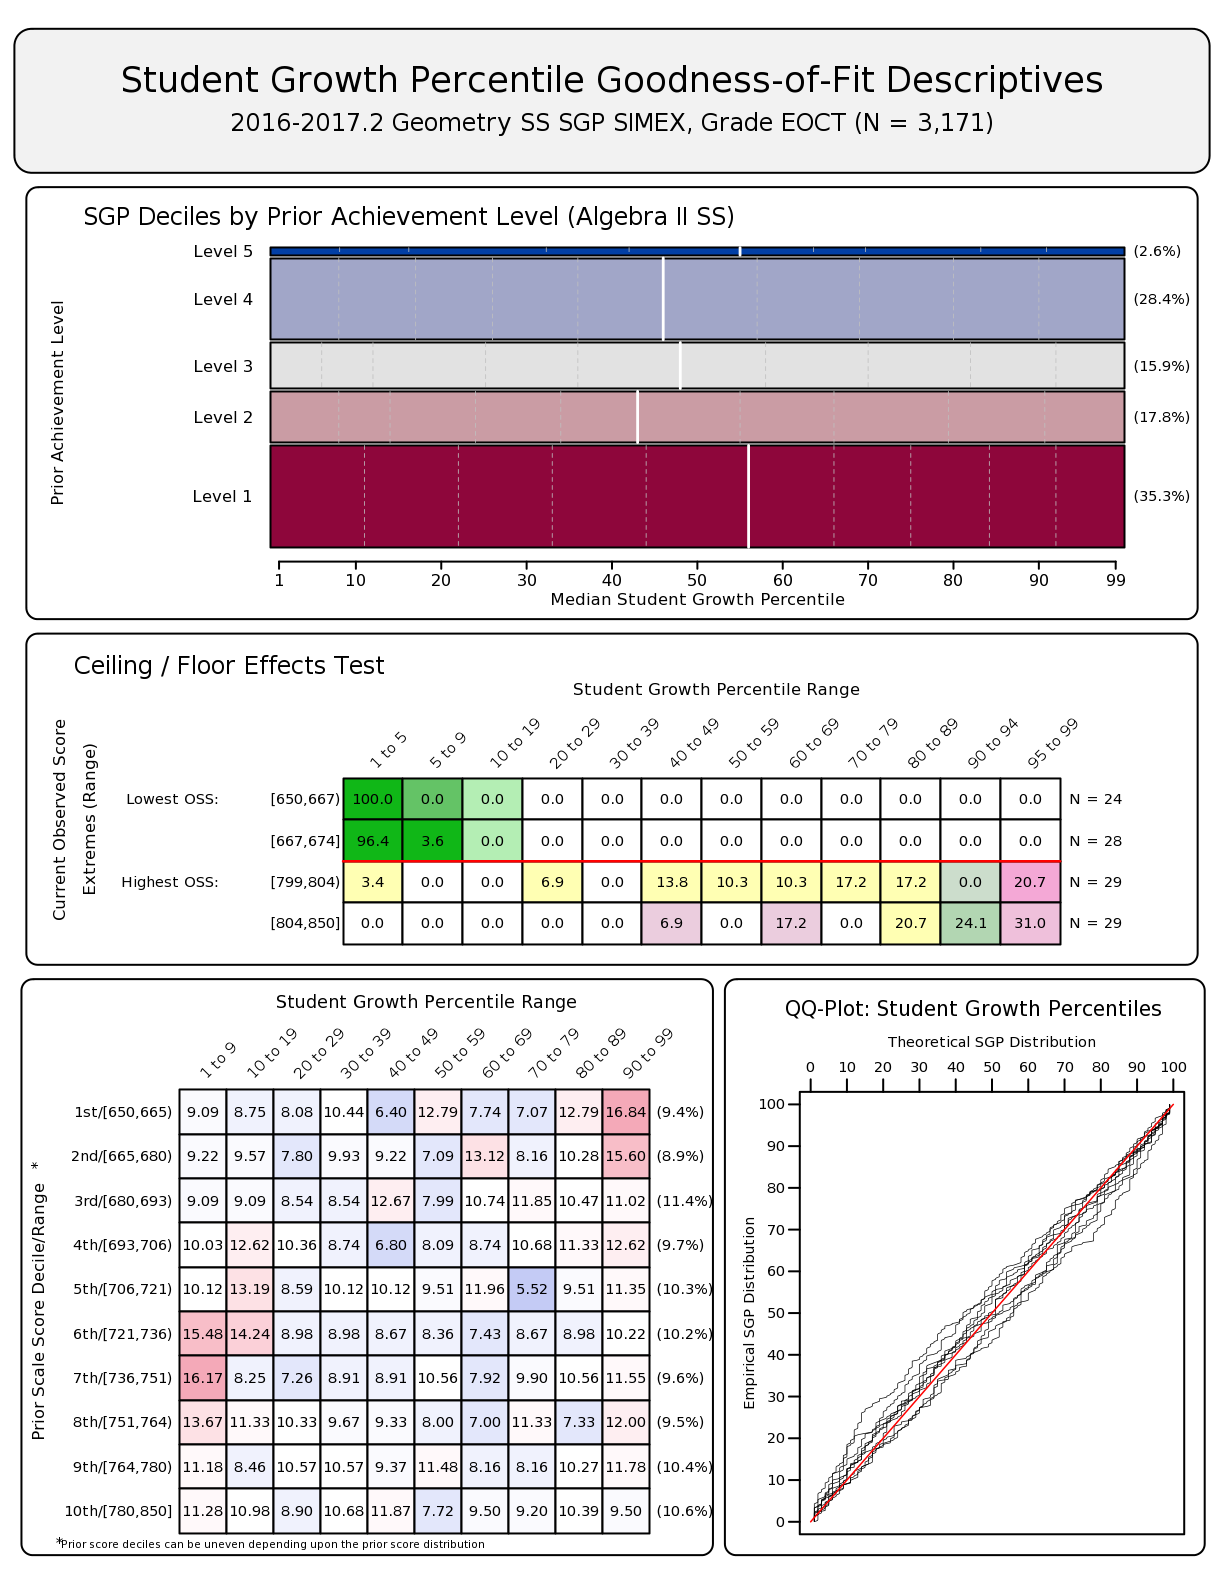 Student Growth Percentile Goodness-of-Fit Descriptives
2016-2017.2 Geometry SS SGP SIMEX, Grade EOCT (N = 3,171)
SGP Deciles by Prior Achievement Level (Algebra II SS)
Prior Achievement Level
Level 5 (2.6%)
Level 4 (28.4%)
Level 3 (15.9%)
Level 2 (17.8%)
Level 1 (35.3%)
1 10 20 30 40 50 60 70 80 90 99
Median Student Growth Percentile
Ceiling / Floor Effects Test
Student Growth Percentile Range
Current Observed Score
Extremes (Range)
1 to 5 5 to 9 10 to 19 20 to 29 30 to 39 40 to 49 50 to 59 60 to 69 70 to 79 80 to 89 90 to 94 95 to 99
Lowest OSS: [650,667) 100.0 0.0 0.0 0.0 0.0 0.0 0.0 0.0 0.0 0.0 0.0 0.0 N = 24
[667,674] 96.4 3.6 0.0 0.0 0.0 0.0 0.0 0.0 0.0 0.0 0.0 0.0 N = 28
Highest OSS: [799,804) 3.4 0.0 0.0 6.9 0.0 13.8 10.3 10.3 17.2 17.2 0.0 20.7 N = 29
[804,850] 0.0 0.0 0.0 0.0 0.0 6.9 0.0 17.2 0.0 20.7 24.1 31.0 N = 29
Student Growth Percentile Range
Prior Scale Score Decile/Range *
1 to 9 10 to 19 20 to 29 30 to 39 40 to 49 50 to 59 60 to 69 70 to 79 80 to 89 90 to 99
1st/[650,665) 9.09 8.75 8.08 10.44 6.40 12.79 7.74 7.07 12.79 16.84 (9.4%)
2nd/[665,680) 9.22 9.57 7.80 9.93 9.22 7.09 13.12 8.16 10.28 15.60 (8.9%)
3rd/[680,693) 9.09 9.09 8.54 8.54 12.67 7.99 10.74 11.85 10.47 11.02 (11.4%)
4th/[693,706) 10.03 12.62 10.36 8.74 6.80 8.09 8.74 10.68 11.33 12.62 (9.7%)
5th/[706,721) 10.12 13.19 8.59 10.12 10.12 9.51 11.96 5.52 9.51 11.35 (10.3%)
6th/[721,736) 15.48 14.24 8.98 8.98 8.67 8.36 7.43 8.67 8.98 10.22 (10.2%)
7th/[736,751) 16.17 8.25 7.26 8.91 8.91 10.56 7.92 9.90 10.56 11.55 (9.6%)
8th/[751,764) 13.67 11.33 10.33 9.67 9.33 8.00 7.00 11.33 7.33 12.00 (9.5%)
9th/[764,780) 11.18 8.46 10.57 10.57 9.37 11.48 8.16 8.16 10.27 11.78 (10.4%)
10th/[780,850] 11.28 10.98 8.90 10.68 11.87 7.72 9.50 9.20 10.39 9.50 (10.6%)
*Prior score deciles can be uneven depending upon the prior score distribution
QQ-Plot: Student Growth Percentiles
Theoretical SGP Distribution
0 10 20 30 40 50 60 70 80 90 100
Empirical SGP Distribution
100
90
80
70
60
50
40
30
20
10
0